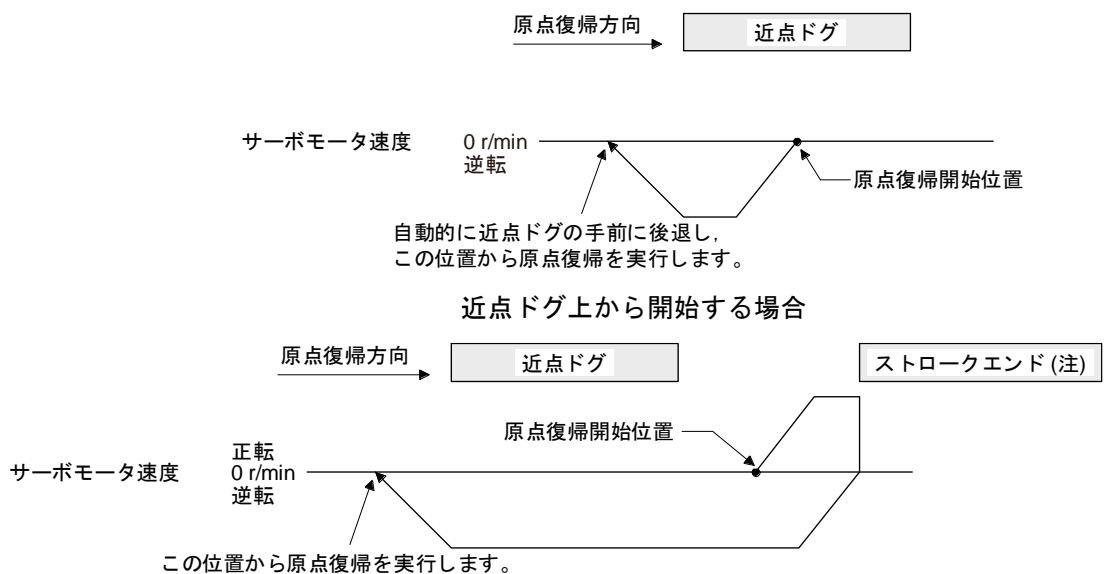 原点復帰方向
近点ドグ
サーボモータ速度
0 r/min
逆転
原点復帰開始位置
自動的に近点ドグの手前に後退し，
この位置から原点復帰を実行します。
近点ドグ上から開始する場合
原点復帰方向
近点ドグ
ストロークエンド (注)
原点復帰開始位置
正転
サーボモータ速度
0 r/min
逆転
この位置から原点復帰を実行します。